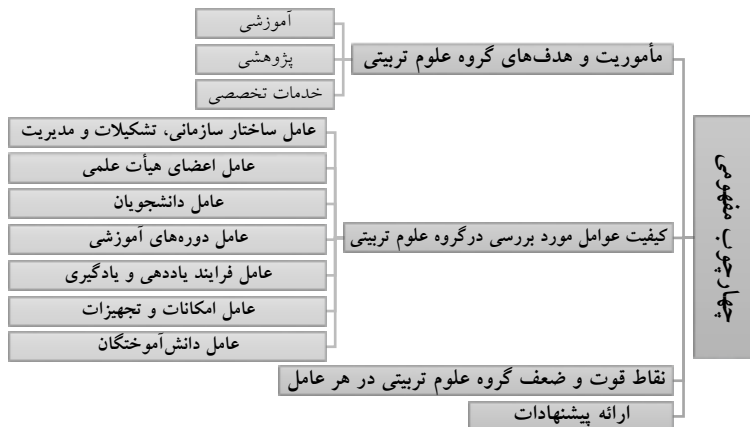 چهارچوب مفهومی
مأموریت و هدف‌های گروه علوم تربیتی
آموزشی
پژوهشی
خدمات تخصصی
کیفیت عوامل مورد بررسی درگروه علوم تربیتی
عامل ساختار سازمانی، تشکیلات و مدیریت
عامل اعضای هیأت علمی
عامل دانشجویان
عامل دوره‌های آموزشی
عامل فرایند یاددهی و یادگیری
عامل امکانات و تجهیزات
عامل دانش‌آموختگان
نقاط قوت و ضعف گروه علوم تربیتی در هر عامل
ارائه پیشنهادات